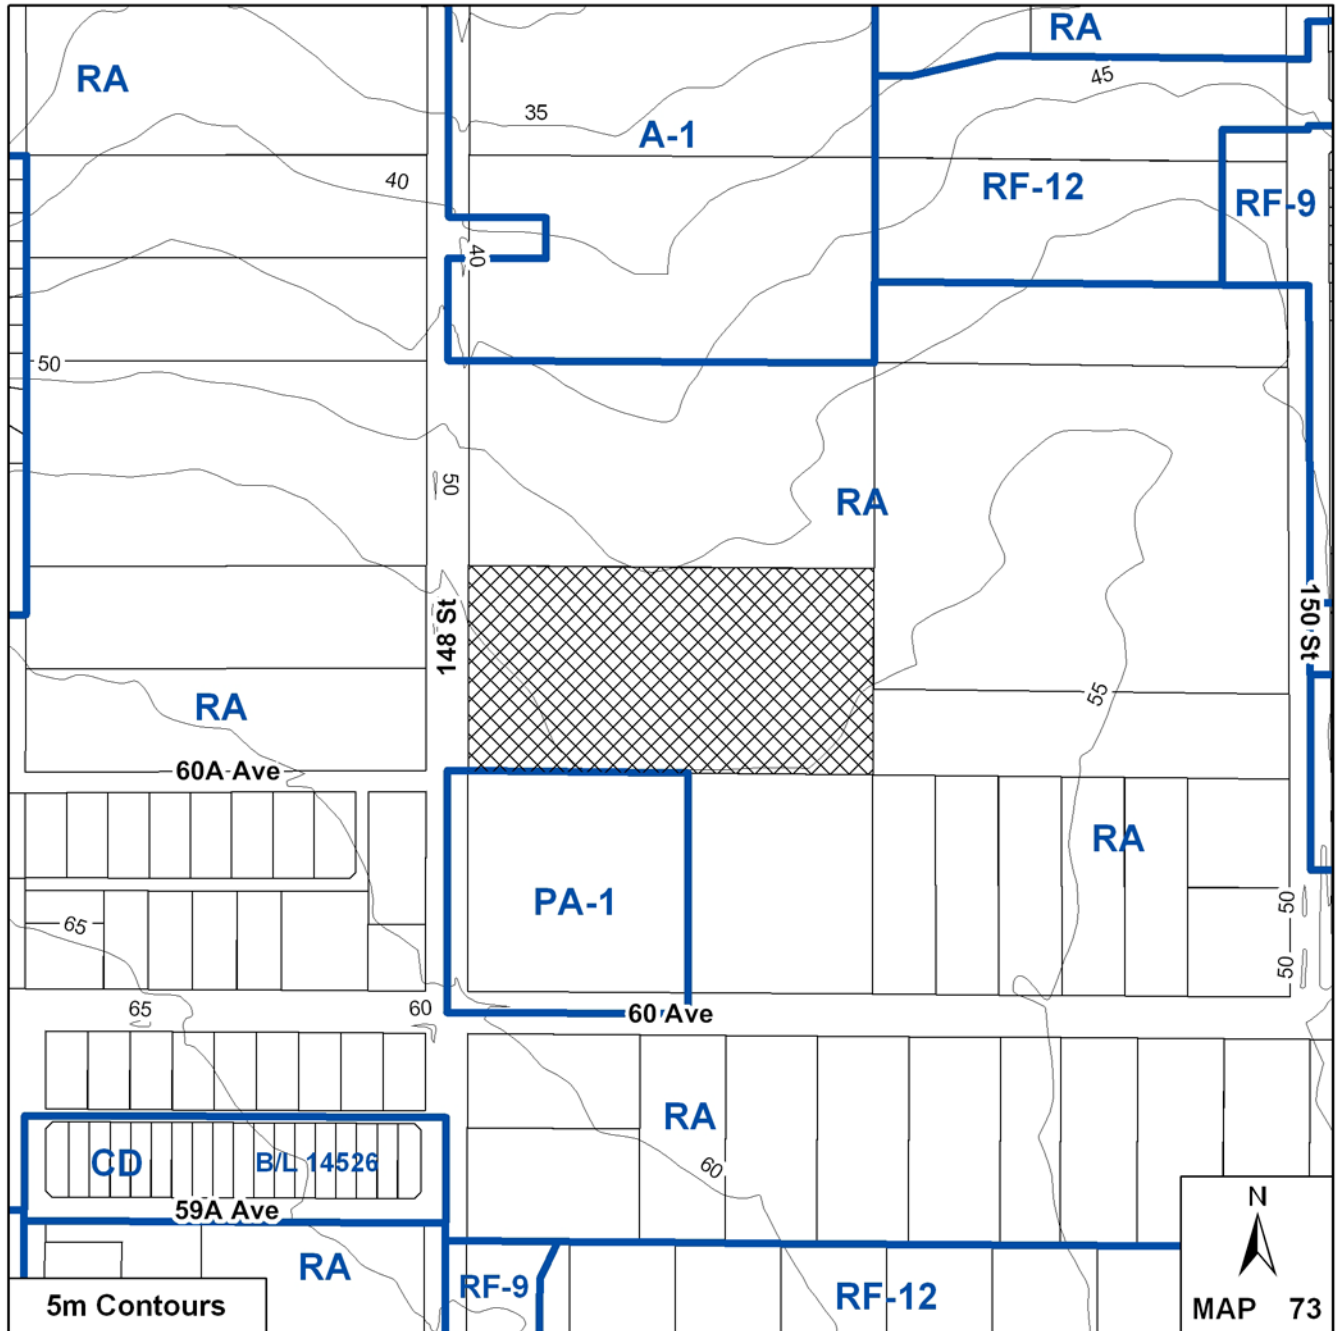 RA
RA
45
35
A-1
40
RF-12
RF-9
40
50
50
RA
148 St
150 St
55
RA
60A Ave
RA
PA-1
50
65
50
65
60
60 Ave
RA
60
CD
B/L 14526
59A Ave
N
RA
RF-9
RF-12
5m Contours
MAP 73